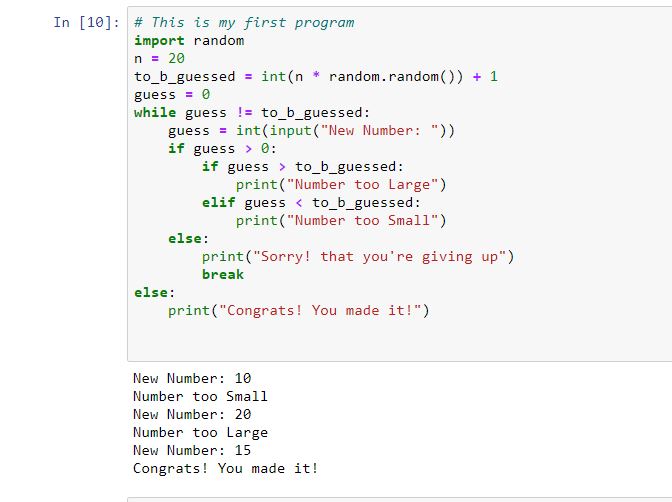 In [10]: # This is my first program
import random
n = 20
to_b_guessed = int(n * random.random()) + 1
guess = 0
while guess != to_b_guessed:
    guess = int(input("New Number: "))
    if guess > 0:
        if guess > to_b_guessed:
            print("Number too Large")
        elif guess < to_b_guessed:
            print("Number too Small")
    else:
        print("Sorry! that you're giving up")
        break
else:
    print("Congrats! You made it!")
New Number: 10
Number too Small
New Number: 20
Number too Large
New Number: 15
Congrats! You made it!